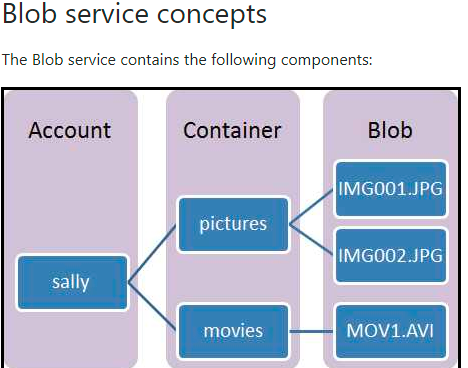 Blob service concepts
The Blob service contains the following components:
Account Container Blob
IMG001.JPG
pictures
IMG002.JPG
sally
movies MOV1.AVI